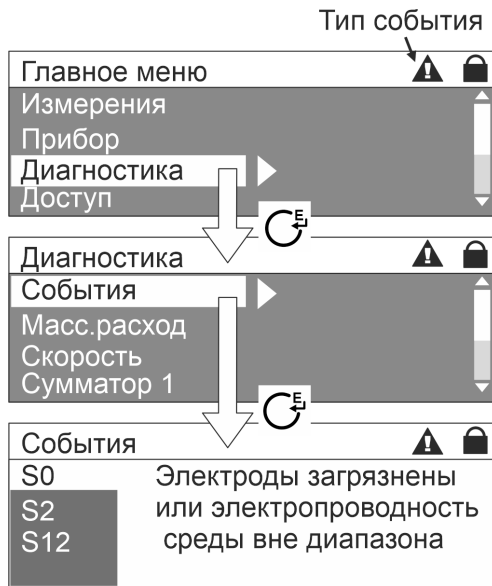 Тип события
Главное меню
Измерения
Прибор
Диагностика
Доступ
E
Диагностика
События
Масс.расход
Скорость
Сумматор 1
E
События
S0 Электроды загрязнены
S2 или электропроводность
S12 среды вне диапазона